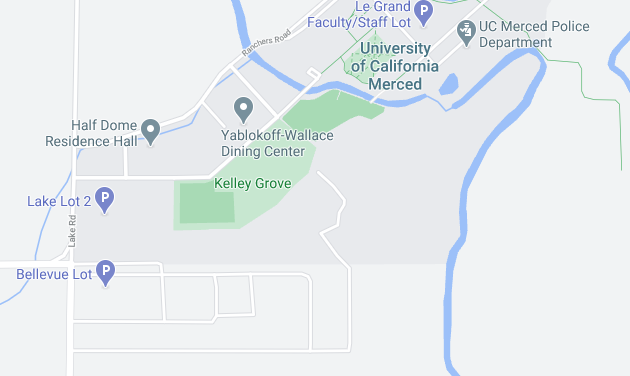 Le Grand
Faculty/Staff Lot
P
UC Merced Police
Department
Ranchers Road
University
of California
Merced
Half Dome
Residence Hall
Yablokoff-Wallace
Dining Center
Kelley Grove
Lake Lot 2
P
Lake Rd
Bellevue Lot
P